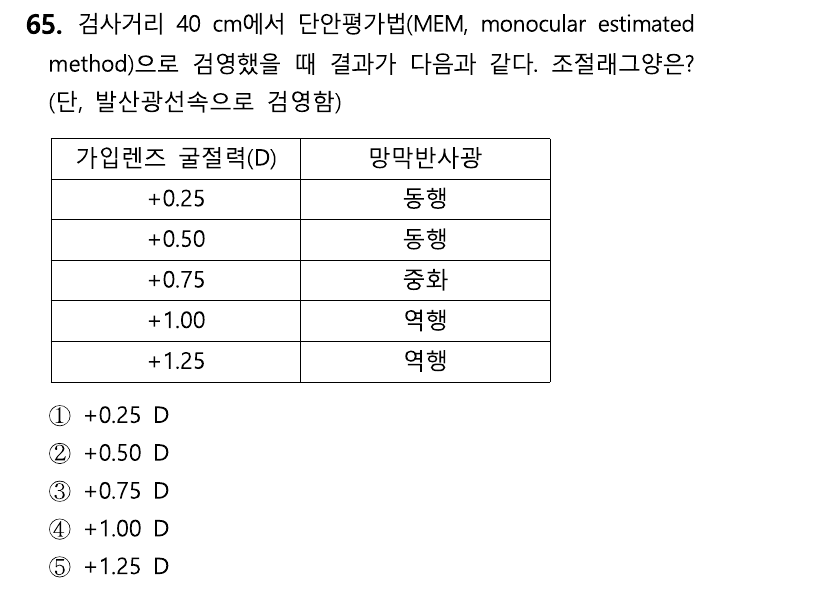 65. 검사거리 40 cm에서 단안평가법(MEM, monocular estimated
method)으로 검영했을 때 결과가 다음과 같다. 조절래그양은?
(단, 발산광선속으로 검영함)
가입렌즈 굴절력(D) 망막반사광
+0.25 동행
+0.50 동행
+0.75 중화
+1.00 역행
+1.25 역행
① +0.25 D
② +0.50 D
③ +0.75 D
④ +1.00 D
⑤ +1.25 D